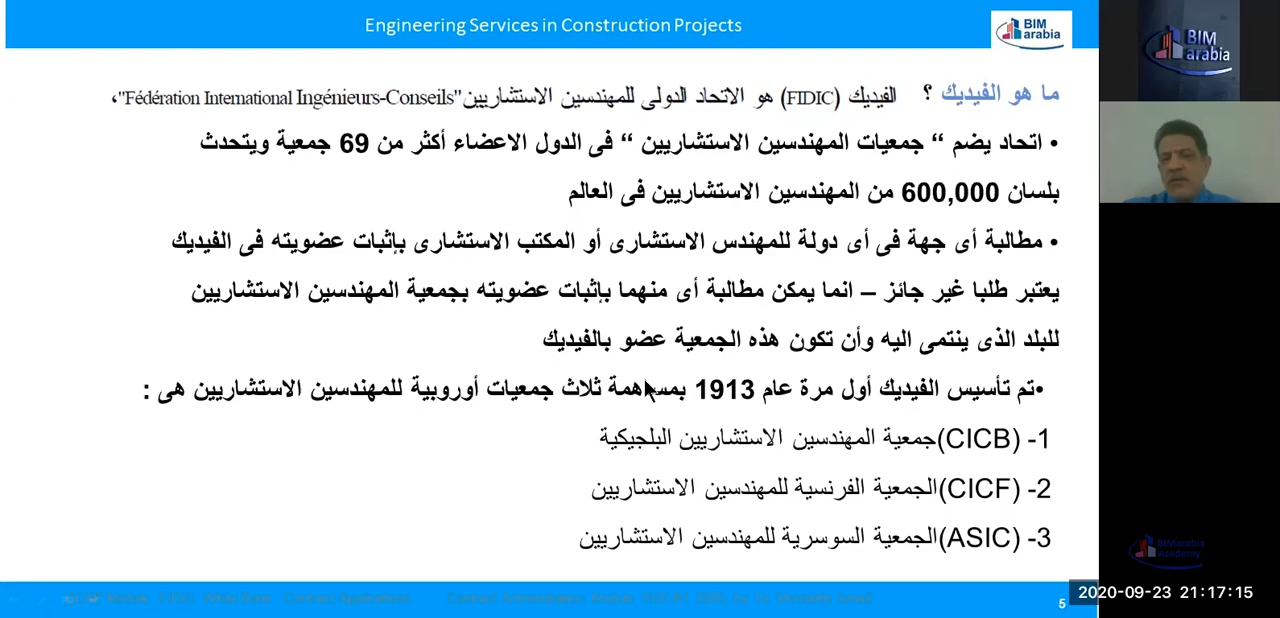 Engineering Services in Construction Projects
BIM
arabia
BIM
arabia
ما هو الفيديك ؟ الفيديك (FIDIC) هو الاتحاد الدولى للمهندسين الاستشاريين"Fédération International Ingénieurs-Conseils"،
• اتحاد يضم “ جمعيات المهندسين الاستشاريين “ فى الدول الاعضاء أكثر من 69 جمعية ويتحدث
بلسان 600,000 من المهندسين الاستشاريين فى العالم
• مطالبة أى جهة فى أى دولة للمهندس الاستشارى أو المكتب الاستشارى بإثبات عضويته فى الفيديك
يعتبر طلبا غير جائز – انما يمكن مطالبة أى منهما بإثبات عضويته بجمعية المهندسين الاستشاريين
للبلد الذى ينتمى اليه وأن تكون هذه الجمعية عضو بالفيديك
•تم تأسيس الفيديك أول مرة عام 1913 بمساهمة ثلاث جمعيات أوروبية للمهندسين الاستشاريين هى :
1- (CICB)جمعية المهندسين الاستشاريين البلجيكية
2- (CICF)الجمعية الفرنسية للمهندسين الاستشاريين
3- (ASIC)الجمعية السوسرية للمهندسين الاستشاريين
BIMarabia
Academy
5
2020-09-23 21:17:15